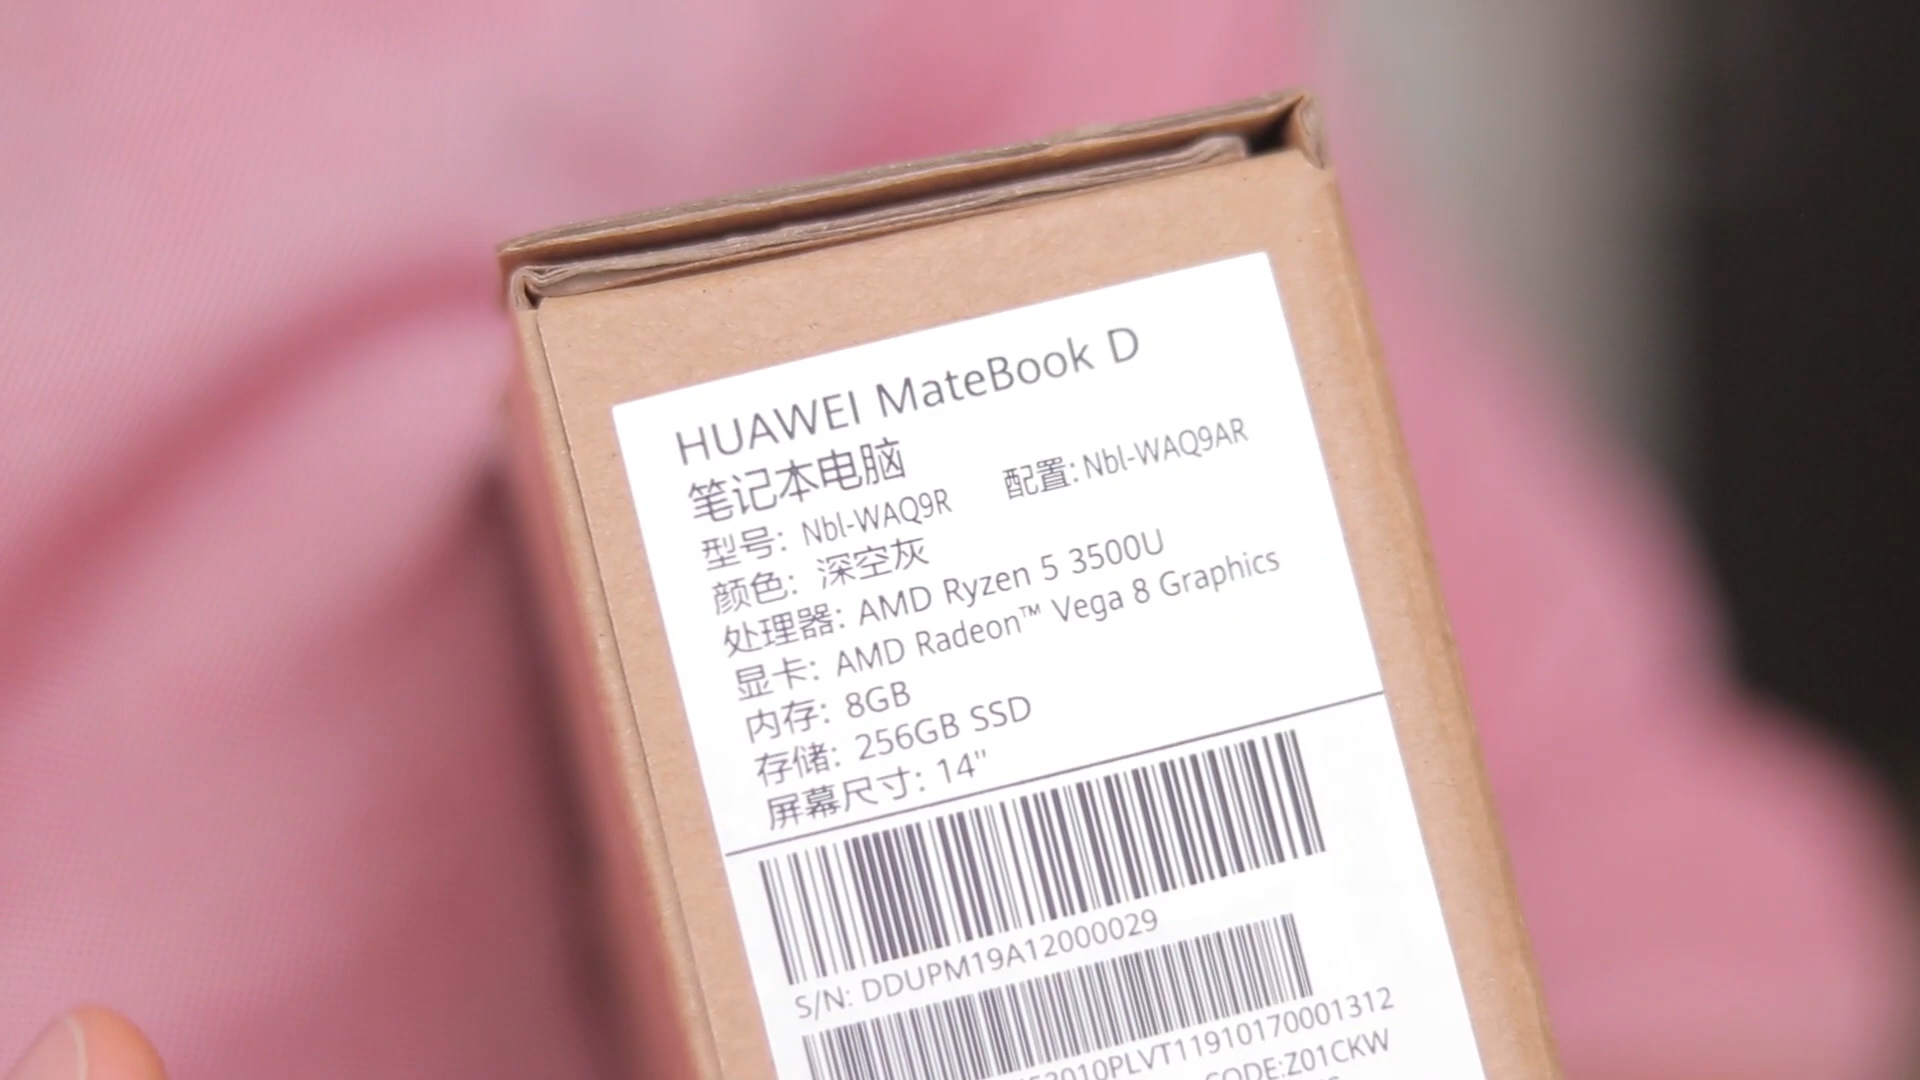 HUAWEI MateBook D
笔记本电脑
型号: Nbl-WAQ9R 配置: Nbl-WAQ9AR
颜色: 深空灰
处理器: AMD Ryzen 5 3500U
显卡: AMD Radeon™ Vega 8 Graphics
内存: 8GB
存储: 256GB SSD
屏幕尺寸: 14"
S/N: DDUPM19A12000029
CODE:Z01CKW